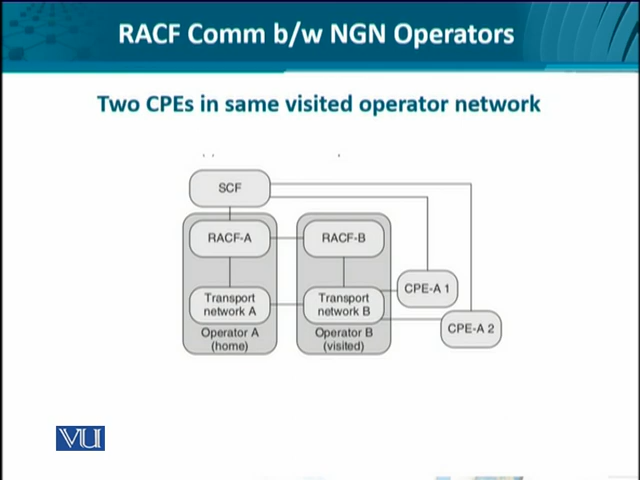 RACF Comm b/w NGN Operators
Two CPEs in same visited operator network
SCF
RACF-A
RACF-B
CPE-A 1
Transport
network A
Transport
network B
CPE-A 2
Operator A
(home)
Operator B
(visited)
VU